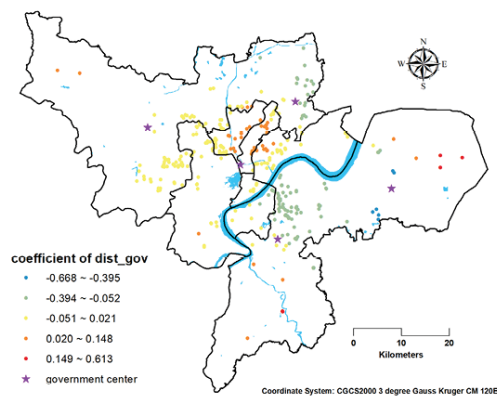 N
W E
S
coefficient of dist_gov
-0.668 ~ -0.395
-0.394 ~ -0.052
-0.051 ~ 0.021
0.020 ~ 0.148
0.149 ~ 0.613
government center
0 10 20
Kilometers
Coordinate System: CGCS2000 3 degree Gauss Kruger CM 120E